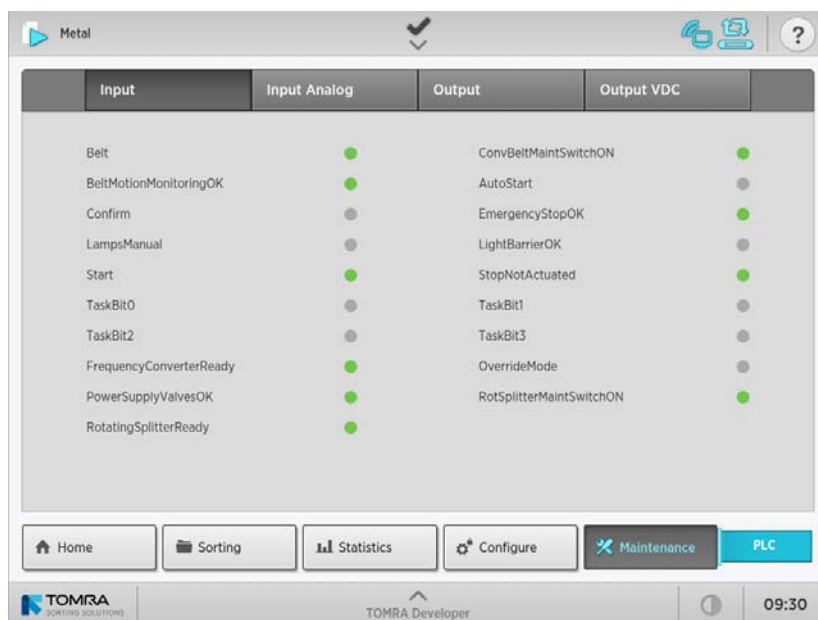 Metal
?
Input Input Analog Output Output VDC
Belt ConvBeltMaintSwitchON
BeltMotionMonitoringOK AutoStart
Confirm EmergencyStopOK
LampsManual LightBarrierOK
Start StopNotActuated
TaskBit0 TaskBit1
TaskBit2 TaskBit3
FrequencyConverterReady OverrideMode
PowerSupplyValvesOK RotSplitterMaintSwitchON
RotatingSplitterReady
Home Sorting Statistics Configure Maintenance PLC
TOMRA
SORTING SOLUTIONS
TOMRA Developer
09:30